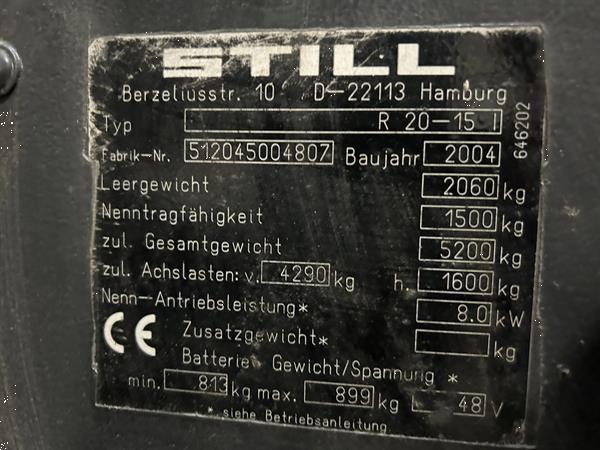 STILL
Berzeliusstr. 10 D-22113 Hamburg
Typ R 20-15 I
Fabrik-Nr. 512045004807 Baujahr 2004
Leergewicht 2060 kg
Nenntragfähigkeit 1500 kg
zul. Gesamtgewicht 5200 kg
zul. Achslasten: v. 4290 kg h. 1600 kg
Nenn-Antriebsleistung* 8.0 kW
CE Zusatzgewicht* kg
Batterie Gewicht/Spannung *
min. 813 kg max. 899 kg 48 V
* siehe Betriebsanleitung
646202